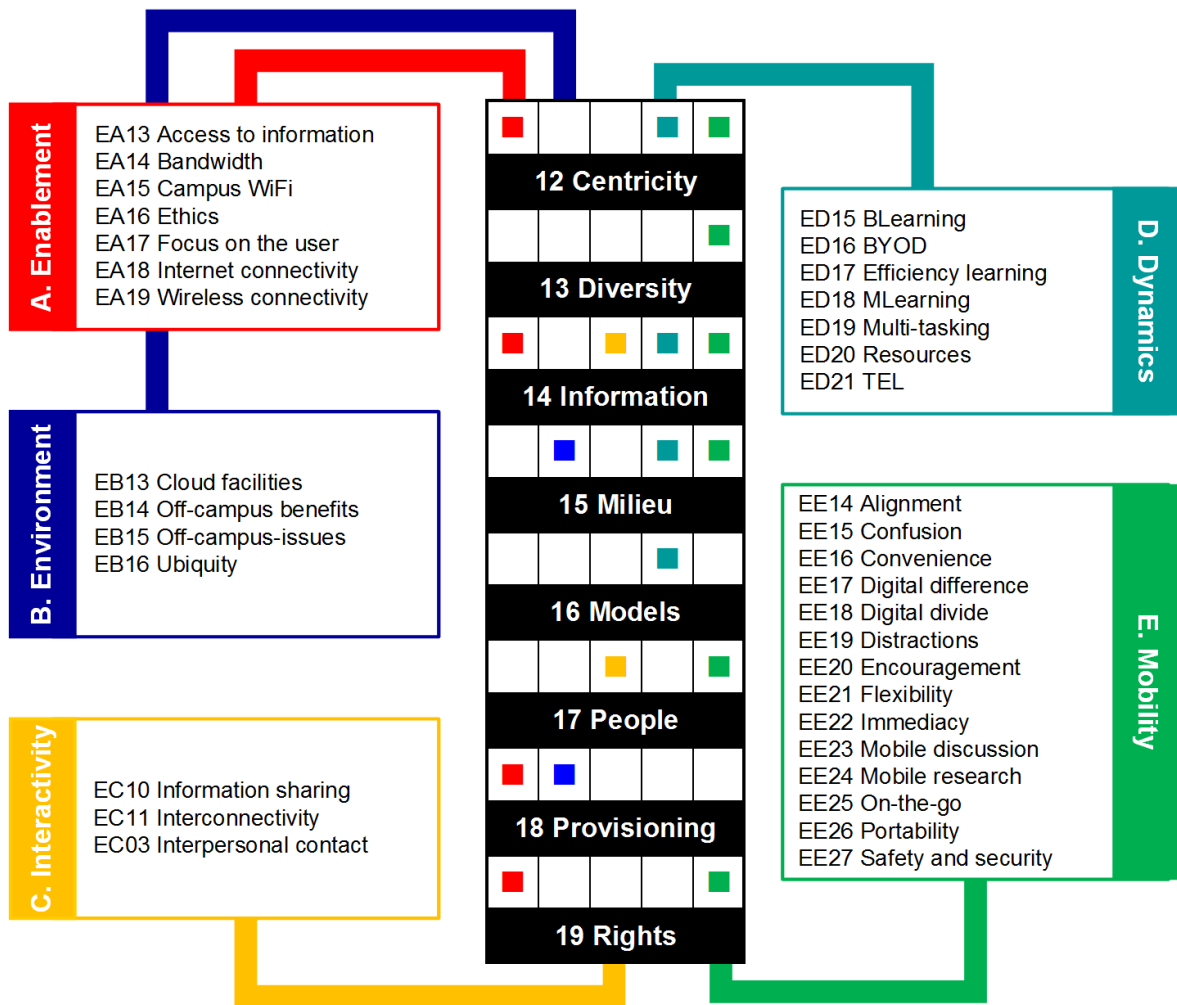 A. Enablement
EA13 Access to information
EA14 Bandwidth
EA15 Campus WiFi
EA16 Ethics
EA17 Focus on the user
EA18 Internet connectivity
EA19 Wireless connectivity
B. Environment
EB13 Cloud facilities
EB14 Off-campus benefits
EB15 Off-campus-issues
EB16 Ubiquity
C. Interactivity
EC10 Information sharing
EC11 Interconnectivity
EC03 Interpersonal contact
12 Centricity
13 Diversity
14 Information
15 Milieu
16 Models
17 People
18 Provisioning
19 Rights
D. Dynamics
ED15 BLearning
ED16 BYOD
ED17 Efficiency learning
ED18 MLearning
ED19 Multi-tasking
ED20 Resources
ED21 TEL
E. Mobility
EE14 Alignment
EE15 Confusion
EE16 Convenience
EE17 Digital difference
EE18 Digital divide
EE19 Distractions
EE20 Encouragement
EE21 Flexibility
EE22 Immediacy
EE23 Mobile discussion
EE24 Mobile research
EE25 On-the-go
EE26 Portability
EE27 Safety and security